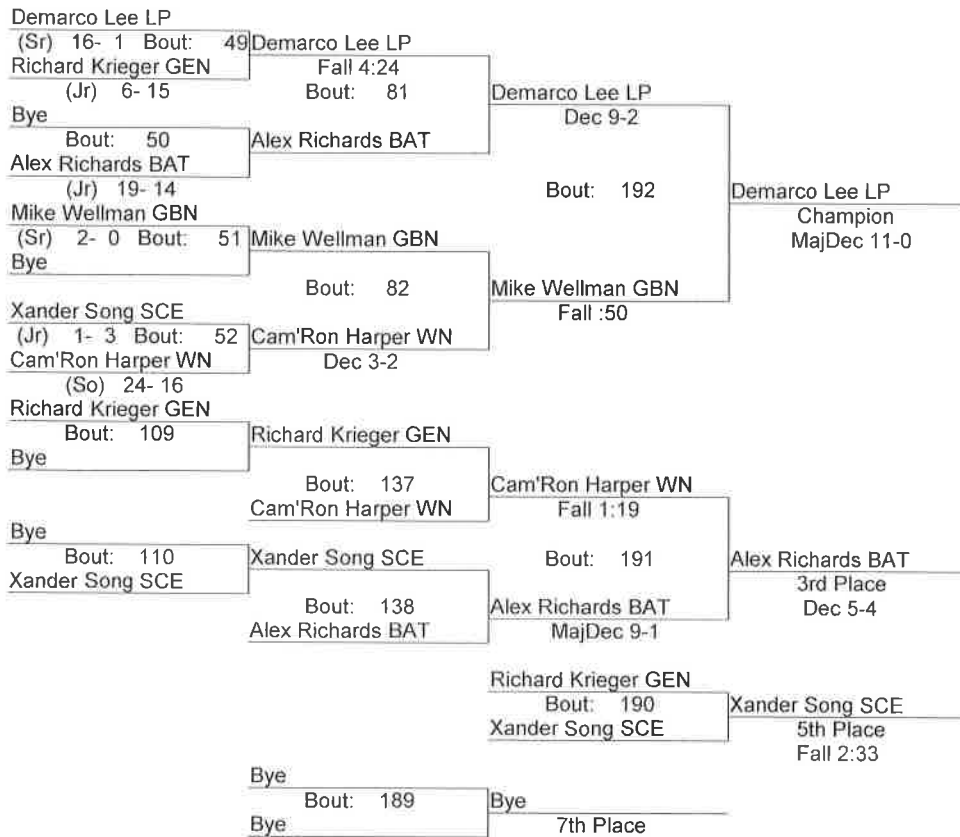 Demarco Lee LP
(Sr) 16- 1 Bout: 49
Demarco Lee LP
Richard Krieger GEN
Fall 4:24
(Jr) 6- 15
Bout: 81
Demarco Lee LP
Bye
Dec 9-2
Bout: 50
Alex Richards BAT
Alex Richards BAT
(Jr) 19- 14
Bout: 192
Demarco Lee LP
Mike Wellman GBN
Champion
(Sr) 2- 0 Bout: 51
Mike Wellman GBN
MajDec 11-0
Bye
Bout: 82
Mike Wellman GBN
Xander Song SCE
Fall :50
(Jr) 1- 3 Bout: 52
Cam'Ron Harper WN
Cam'Ron Harper WN
Dec 3-2
(So) 24- 16
Richard Krieger GEN
Bout: 109
Richard Krieger GEN
Bye
Bout: 137
Cam'Ron Harper WN
Cam'Ron Harper WN
Fall 1:19
Bye
Bout: 110
Xander Song SCE
Bout: 191
Alex Richards BAT
Xander Song SCE
3rd Place
Bout: 138
Alex Richards BAT
Dec 5-4
Alex Richards BAT
MajDec 9-1
Richard Krieger GEN
Bout: 190
Xander Song SCE
Xander Song SCE
5th Place
Fall 2:33
Bye
Bout: 189
Bye
Bye
7th Place